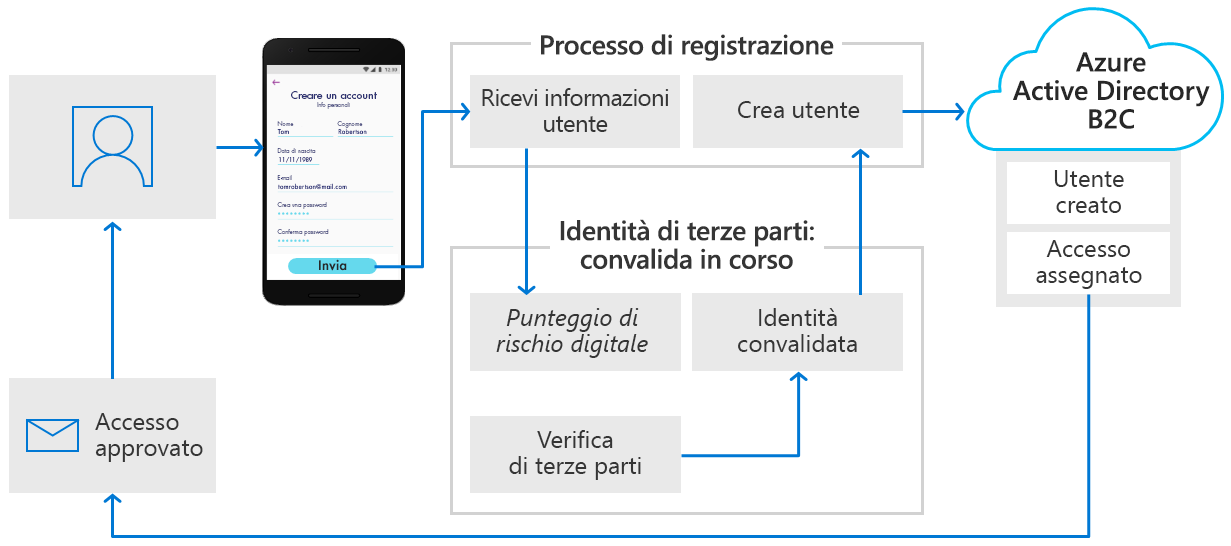 12:30
Creare un account
Info personali
Nome
Cognome
Tom
Robertson
Data di nascita
11/11/1989
E-mail
tomrobertson@mail.com
Crea una password
********
Conferma password
********
Invia
Processo di registrazione
Ricevi informazioni
utente
Crea utente
Azure
Active Directory
B2C
Utente
creato
Accesso
assegnato
Identità di terze parti:
convalida in corso
Punteggio di
rischio digitale
Identità
convalidata
Verifica
di terze parti
Accesso
approvato